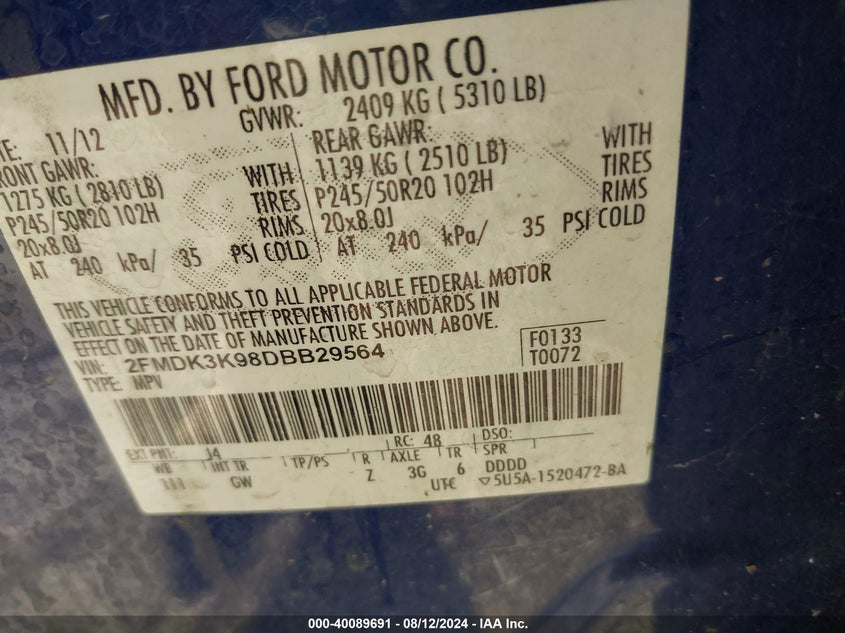 MFD. BY FORD MOTOR CO.
TE: 11/12 GVWR: 2409 KG ( 5310 LB)
RONT GAWR: REAR GAWR:
1275 KG ( 2810 LB) WITH 1139 KG ( 2510 LB) WITH
P245/50R20 102H TIRES P245/50R20 102H TIRES
20x8.0J RIMS 20x8.0J RIMS
AT 240 kPa/ 35 PSI COLD AT 240 kPa/ 35 PSI COLD
THIS VEHICLE CONFORMS TO ALL APPLICABLE FEDERAL MOTOR
VEHICLE SAFETY AND THEFT PREVENTION STANDARDS IN
EFFECT ON THE DATE OF MANUFACTURE SHOWN ABOVE.
VIN: 2FMDK3K98DBB29564 F0133
TYPE: MPV T0072
EXT PNT: J4 RC: 48 DSO:
WB INT TR TP/PS R AXLE TR SPR
111 GW Z 3G 6 DDDD
UTC ▽5U5A-1520472-BA
000-40089691 - 08/12/2024 - IAA Inc.